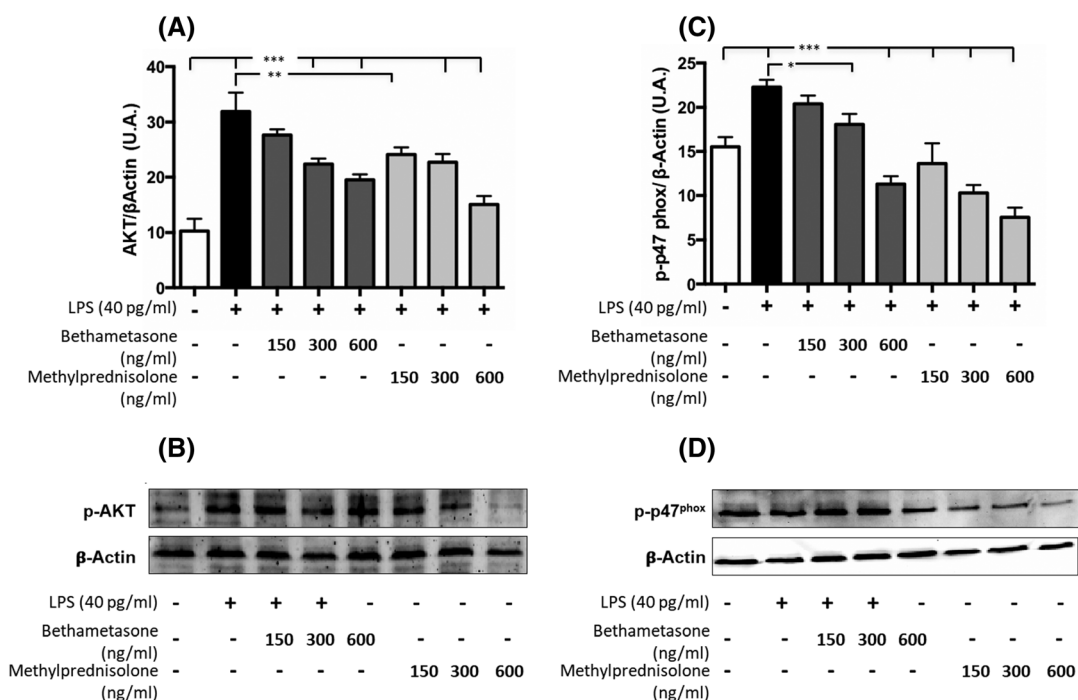 (A)
***
**
40
30
20
10
0
AKT/βActin (U.A.)
LPS (40 pg/ml) - + + + + + + +
Bethametasone - - 150 300 600 - - -
(ng/ml)
Methylprednisolone - - - - - 150 300 600
(ng/ml)
(C)
***
*
25
20
15
10
5
0
p-p47 phox/ β-Actin (U.A.)
LPS (40 pg/ml) - + + + + + + +
Bethametasone - - 150 300 600 - - -
(ng/ml)
Methylprednisolone - - - - - 150 300 600
(ng/ml)
(B)
p-AKT
β-Actin
LPS (40 pg/ml) - + + + - - - -
Bethametasone - - 150 300 600 - - -
(ng/ml)
Methylprednisolone - - - - - 150 300 600
(ng/ml)
(D)
p-p47phox
β-Actin
LPS (40 pg/ml) - + + + - - - -
Bethametasone - - 150 300 600 - - -
(ng/ml)
Methylprednisolone - - - - - 150 300 600
(ng/ml)